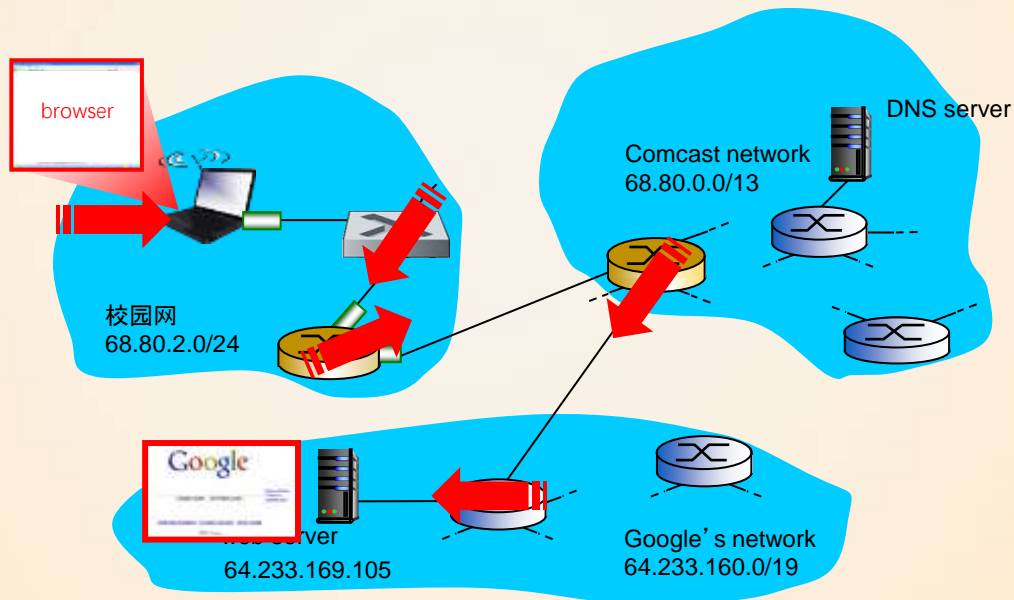 browser
DNS server
Comcast network
68.80.0.0/13
校园网
68.80.2.0/24
Google
web server
64.233.169.105
Google's network
64.233.160.0/19